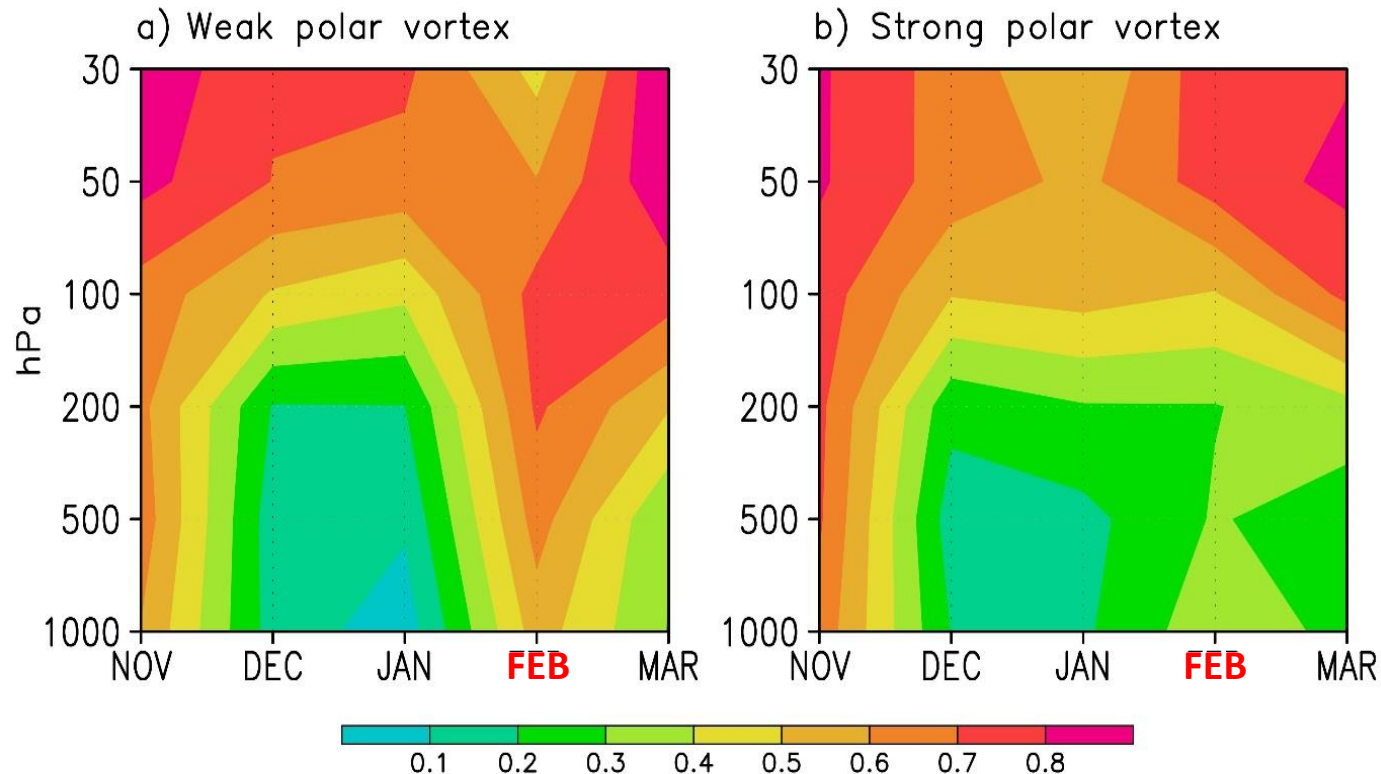 a) Weak polar vortex
b) Strong polar vortex
30
50
100
200
500
1000
hPa
NOV DEC JAN FEB MAR
30
50
100
200
500
1000
NOV DEC JAN FEB MAR
0.1 0.2 0.3 0.4 0.5 0.6 0.7 0.8